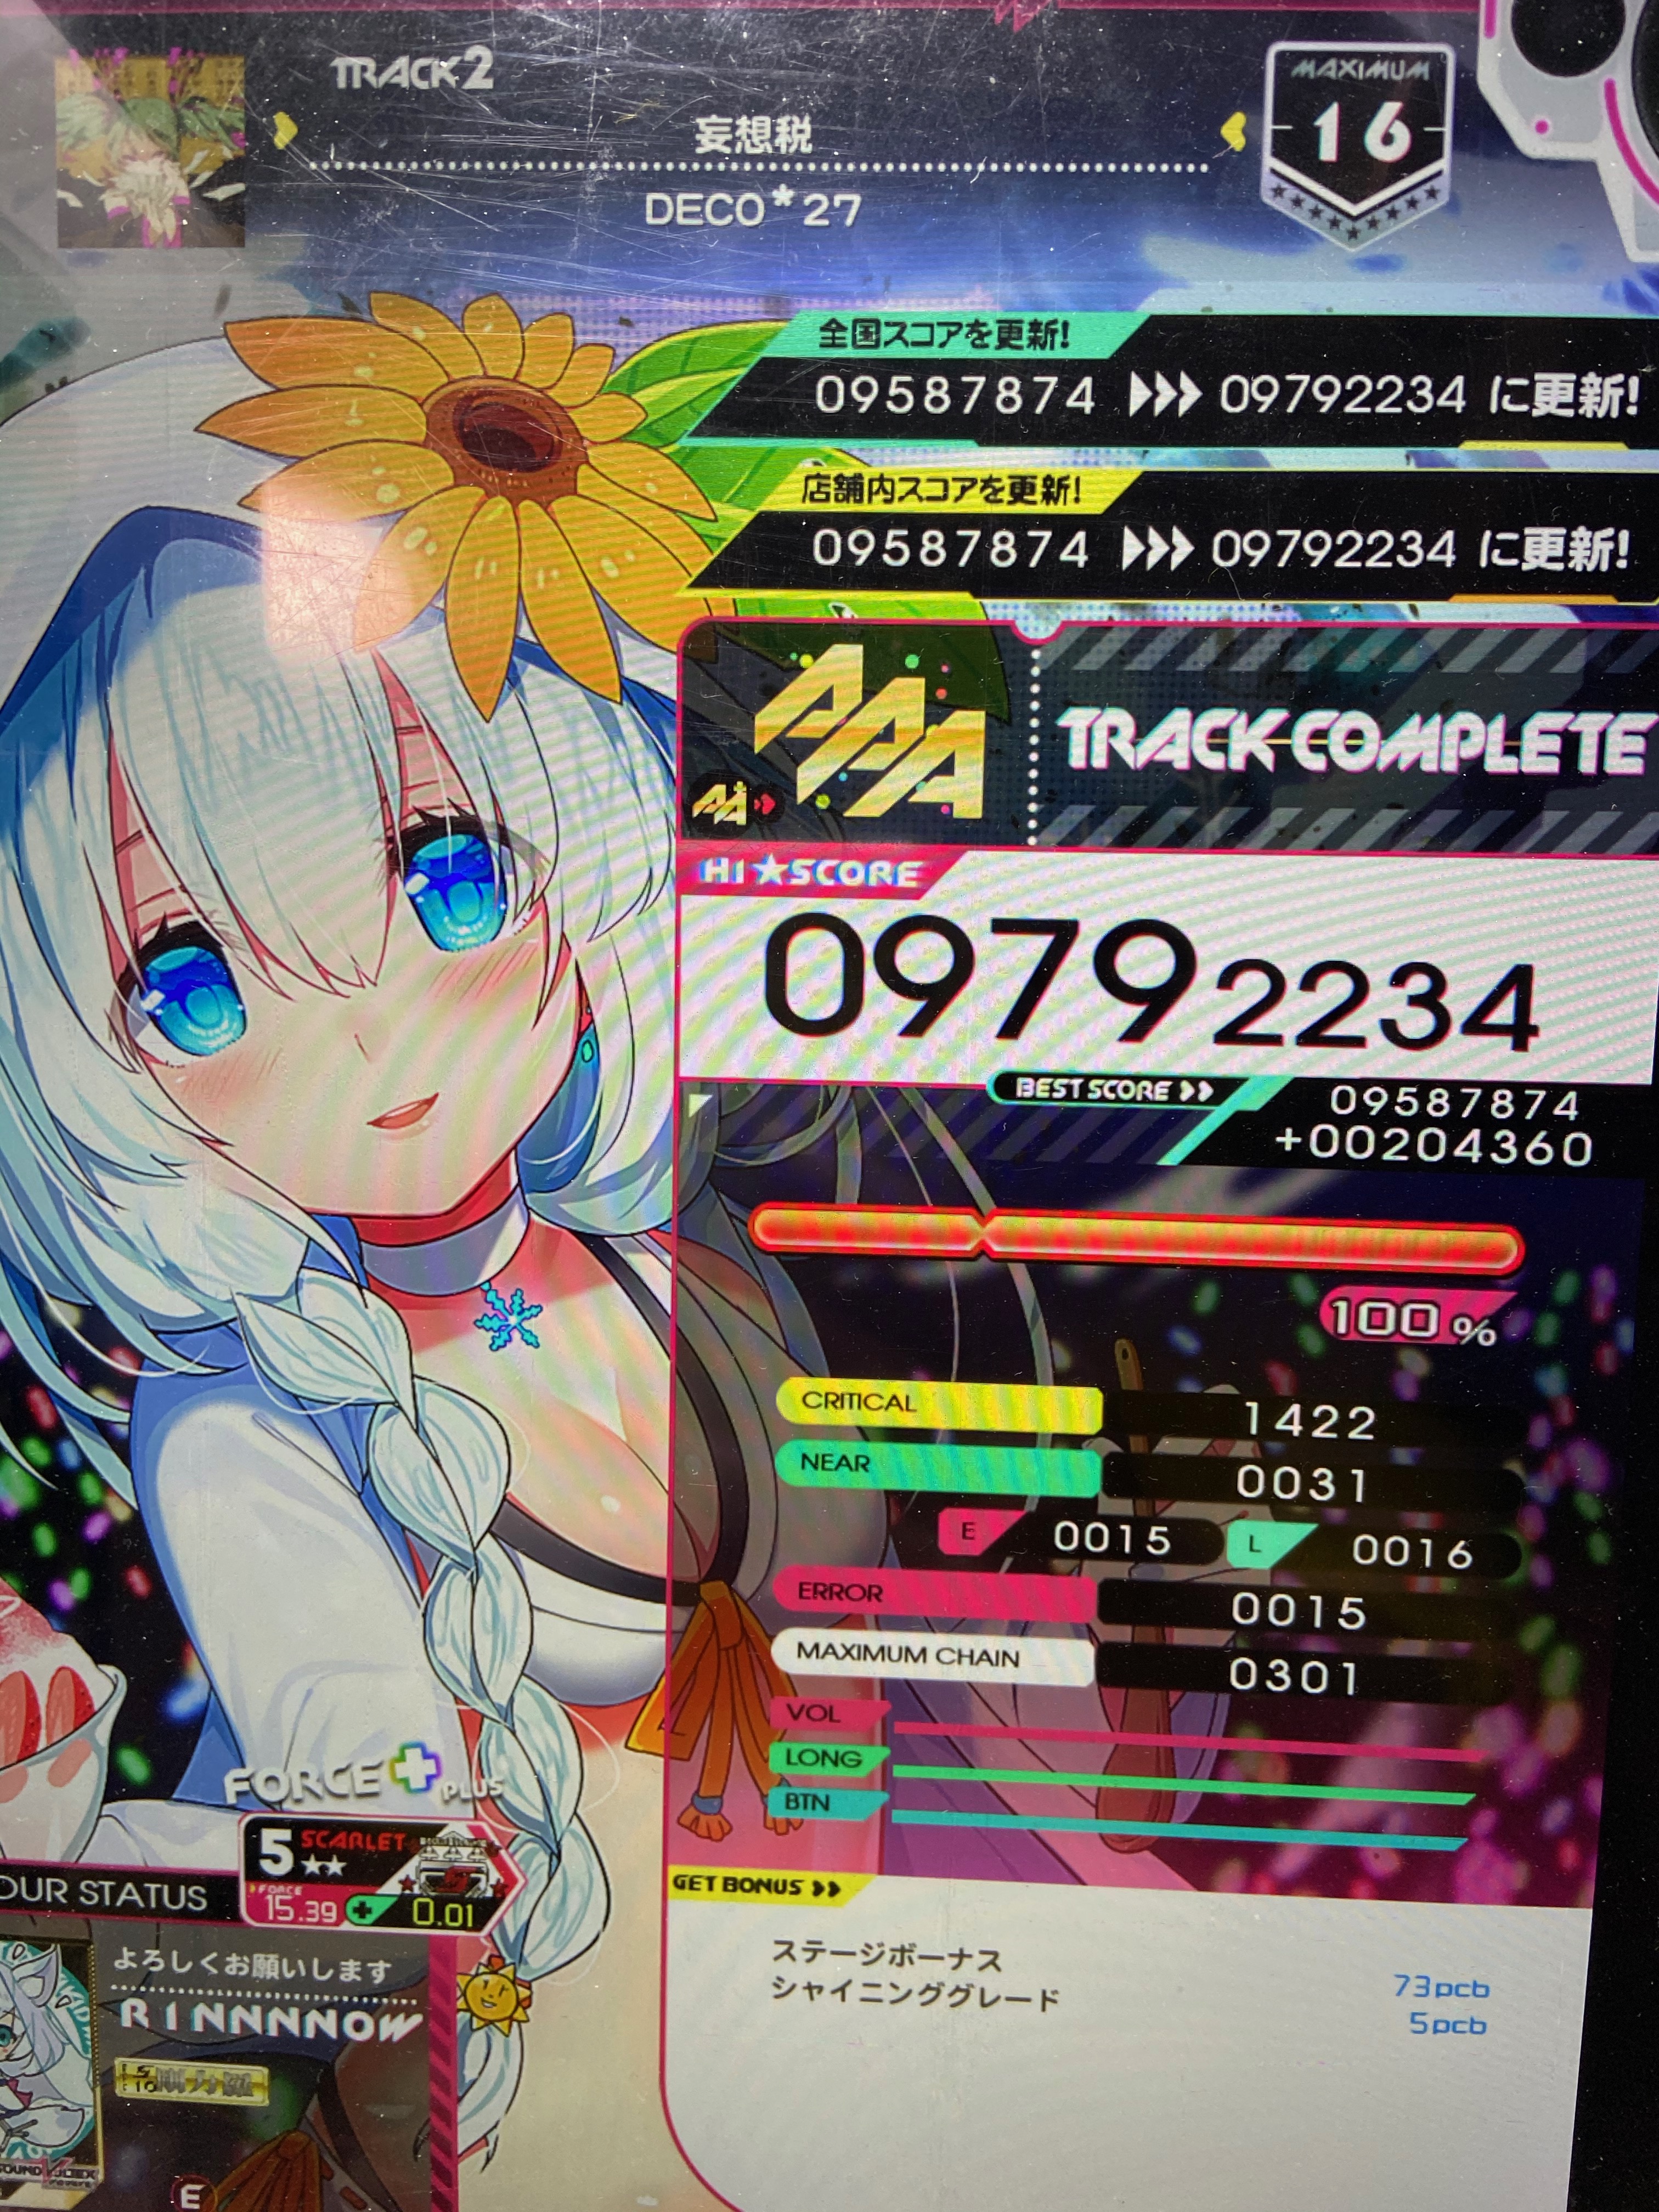 TRACK 2
妄想税
DECO*27
MAXIMUM
16
全国スコアを更新!
09587874 09792234 に更新!
店舗内スコアを更新!
09587874 09792234 に更新!
AAA
TRACK COMPLETE
HI★SCORE
09792234
BEST SCORE
09587874
+00204360
100 %
CRITICAL 1422
NEAR 0031
E 0015 L 0016
ERROR 0015
MAXIMUM CHAIN 0301
VOL
LONG
BTN
GET BONUS
ステージボーナス 73pcb
シャイニンググレード 5pcb
FORCE+PLUS
5 SCARLET
★★
FORCE
15.39 + 0.01
OUR STATUS
よろしくお願いします
R1NNNNOW
E